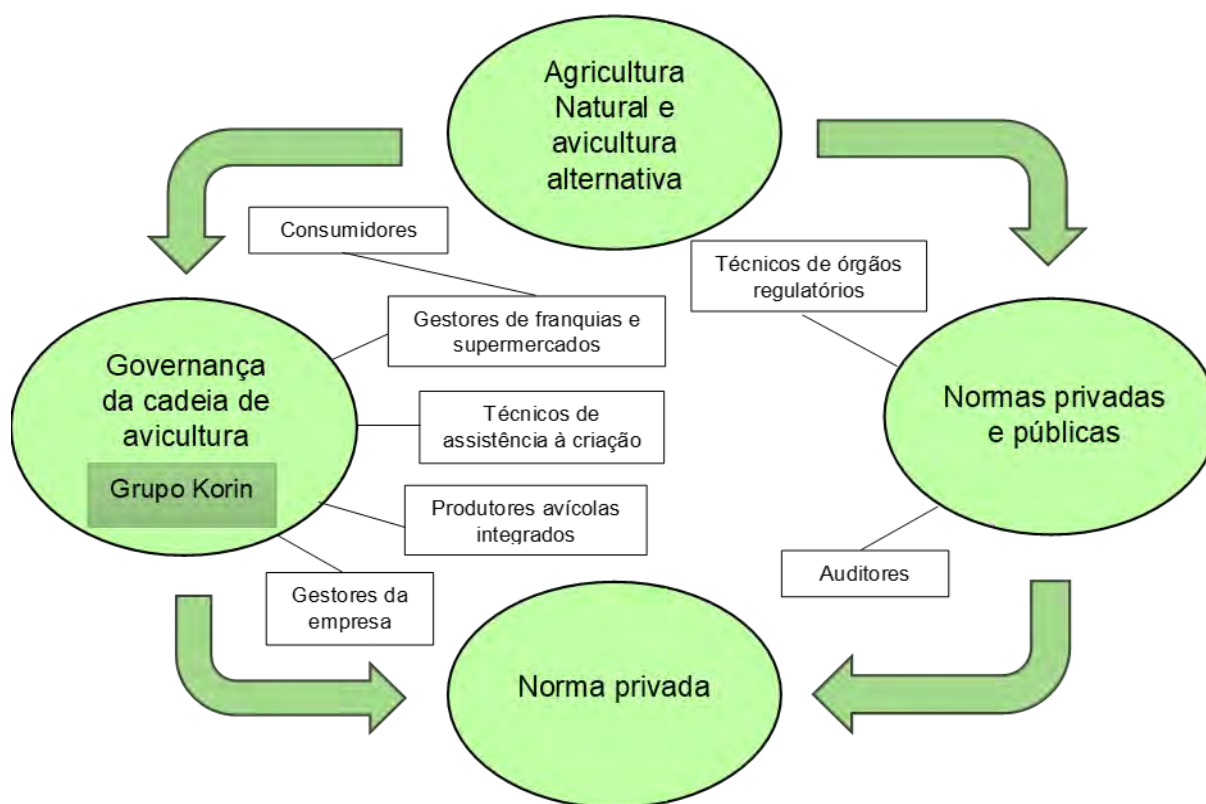 Agricultura
Natural e
avicultura
alternativa
Consumidores
Técnicos de órgãos
regulatórios
Gestores de franquias e
supermercados
Governança
da cadeia de
avicultura
Grupo Korin
Técnicos de
assistência à criação
Normas privadas
e públicas
Produtores avícolas
integrados
Auditores
Gestores da
empresa
Norma privada